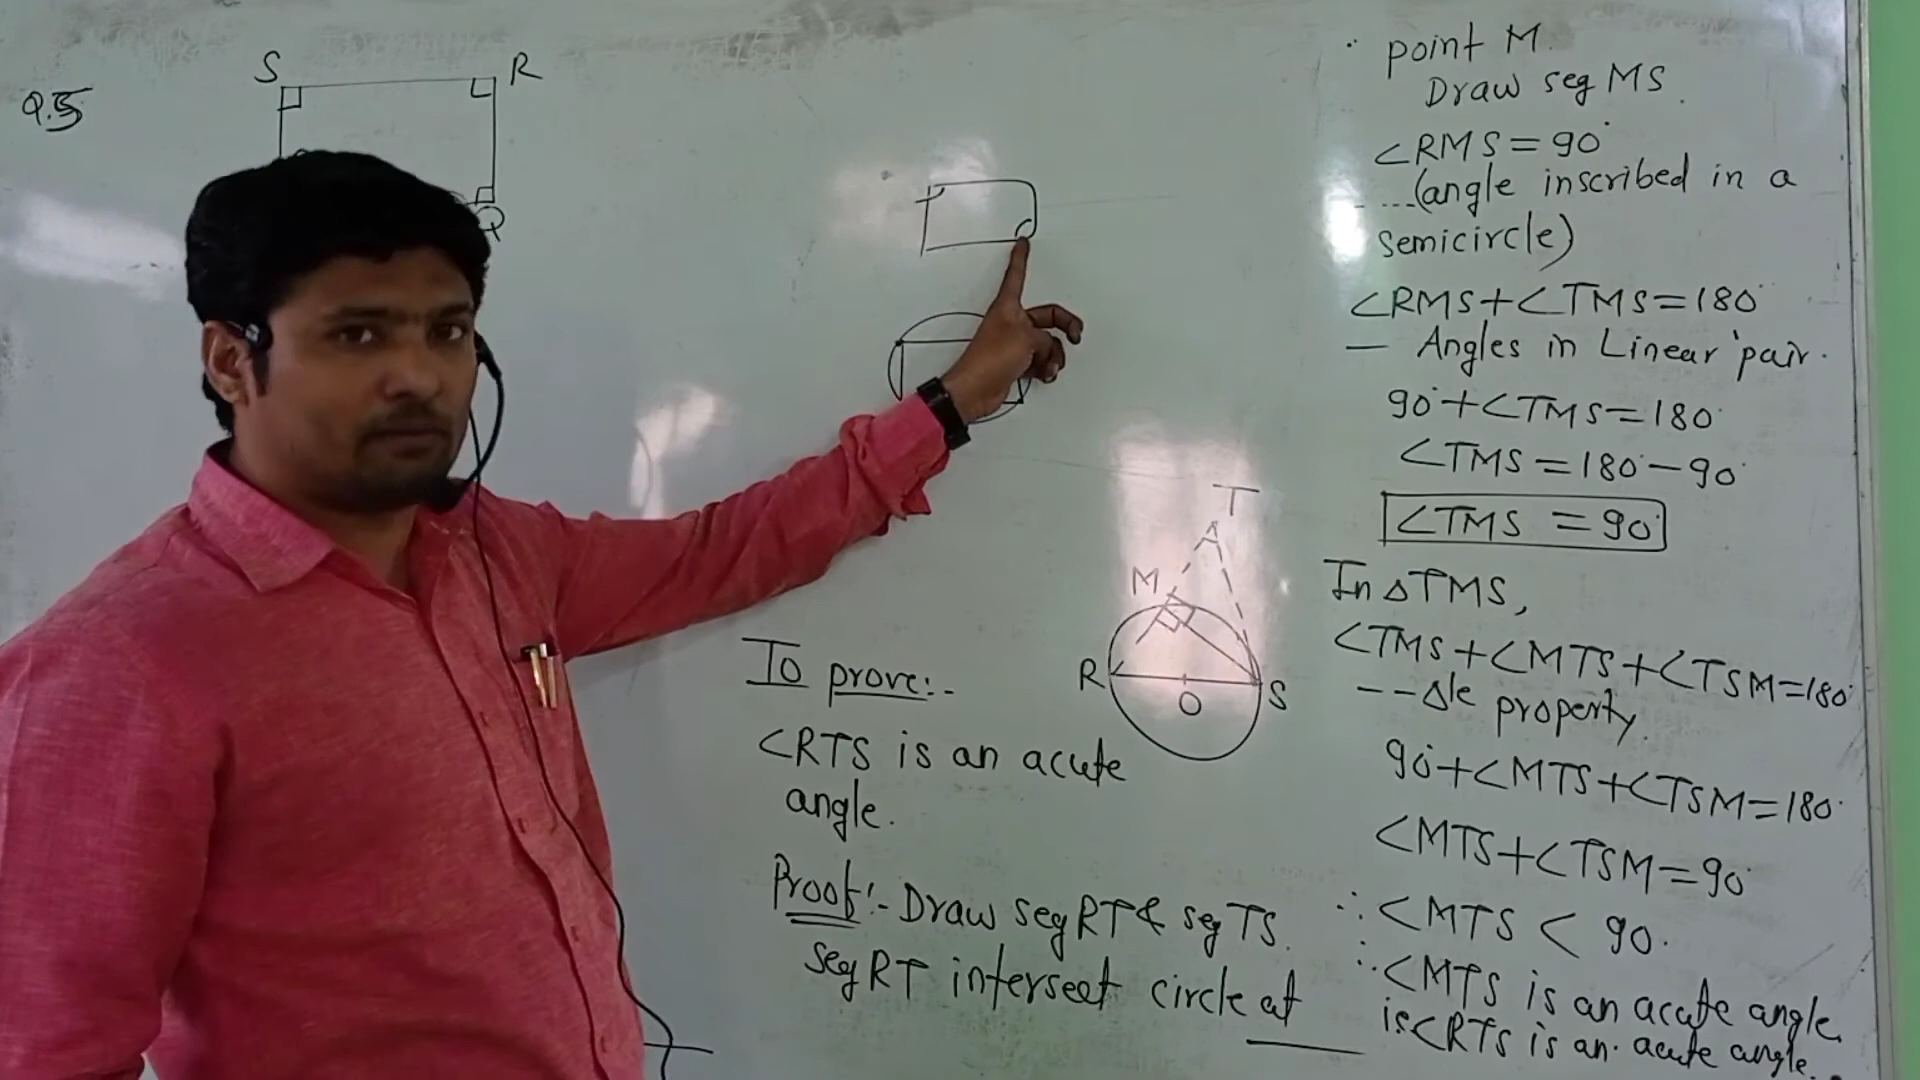 Q.5
S
R
Q
T
M
R
O
S
To prove:-
∠RTS is an acute
angle.
Proof:- Draw seg RT & seg TS.
seg RT intersect circle at
point M.
Draw seg MS.
∠RMS = 90°
....(angle inscribed in a
semicircle)
∠RMS + ∠TMS = 180°
— Angles in Linear pair.
90° + ∠TMS = 180°
∠TMS = 180° - 90°
∠TMS = 90°
In △TMS,
∠TMS + ∠MTS + ∠TSM = 180°
-- △le property.
90° + ∠MTS + ∠TSM = 180°
∠MTS + ∠TSM = 90°
∴ ∠MTS < 90°
∴ ∠MTS is an acute angle.
ie ∠RTS is an acute angle.